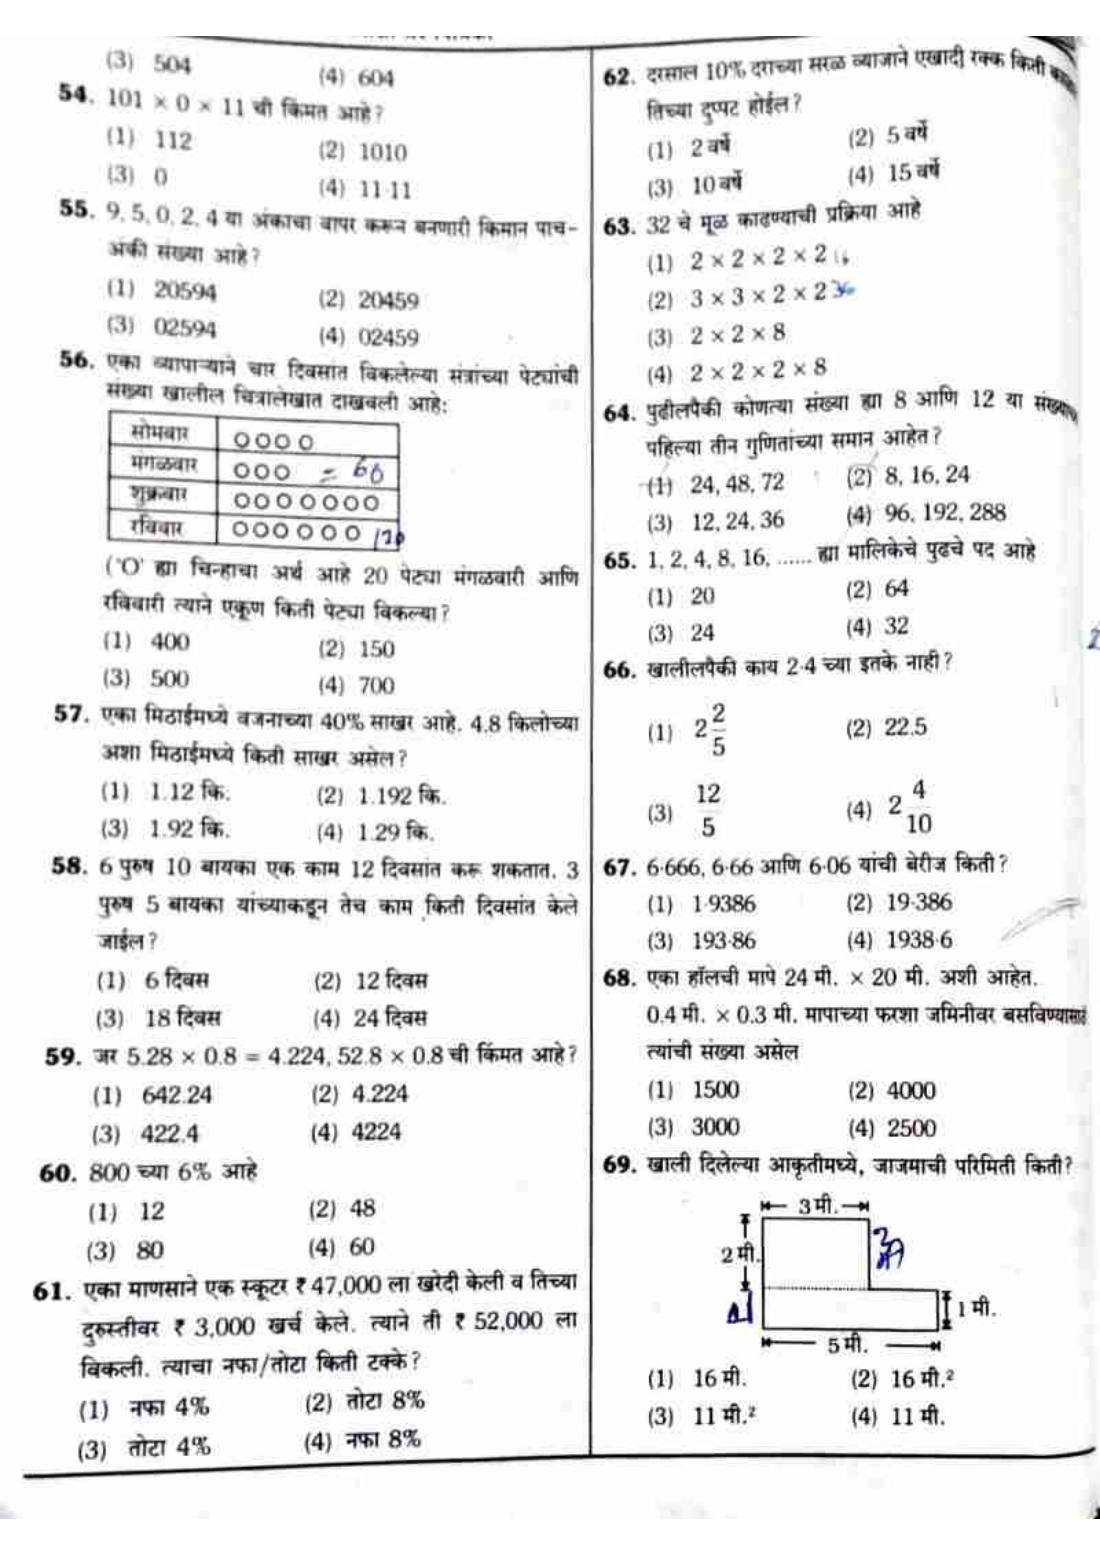 (3) 504
(4) 604
54. 101 × 0 × 11 ची किंमत आहे?
(1) 112
(2) 1010
(3) 0
(4) 11·11
55. 9, 5, 0, 2, 4 या अंकाचा वापर करून बनणारी किमान पाच-
अंकी संख्या आहे?
(1) 20594
(2) 20459
(3) 02594
(4) 02459
56. एका व्यापाऱ्याने चार दिवसांत विकलेल्या संत्रांच्या पेट्यांची
संख्या खालील चित्रालेखात दाखवली आहे:
सोमवार OOOO
मंगळवार OOO = 60
शुक्रवार OOOOOOO
रविवार OOOOOO 120
('O' ह्या चिन्हाचा अर्थ आहे 20 पेट्या मंगळवारी आणि
रविवारी त्याने एकूण किती पेट्या विकल्या?
(1) 400
(2) 150
(3) 500
(4) 700
57. एका मिठाईमध्ये वजनाच्या 40% साखर आहे. 4.8 किलोच्या
अशा मिठाईमध्ये किती साखर असेल?
(1) 1.12 कि.
(2) 1.192 कि.
(3) 1.92 कि.
(4) 1.29 कि.
58. 6 पुरुष 10 बायका एक काम 12 दिवसांत करू शकतात. 3
पुरुष 5 बायका यांच्याकडून तेच काम किती दिवसांत केले
जाईल?
(1) 6 दिवस
(2) 12 दिवस
(3) 18 दिवस
(4) 24 दिवस
59. जर 5.28 × 0.8 = 4.224, 52.8 × 0.8 ची किंमत आहे?
(1) 642.24
(2) 4.224
(3) 422.4
(4) 4224
60. 800 च्या 6% आहे
(1) 12
(2) 48
(3) 80
(4) 60
61. एका माणसाने एक स्कूटर ₹ 47,000 ला खरेदी केली व तिच्या
दुरुस्तीवर ₹ 3,000 खर्च केले. त्याने ती ₹ 52,000 ला
विकली. त्याचा नफा/तोटा किती टक्के?
(1) नफा 4%
(2) तोटा 8%
(3) तोटा 4%
(4) नफा 8%
62. दरसाल 10% दराच्या सरळ व्याजाने एखादी रक्कम किती
तिच्या दुप्पट होईल?
(1) 2 वर्षे
(2) 5 वर्षे
(3) 10 वर्षे
(4) 15 वर्षे
63. 32 चे मूळ काढण्याची प्रक्रिया आहे
(1) 2 × 2 × 2 × 2 16
(2) 3 × 3 × 2 × 2 36
(3) 2 × 2 × 8
(4) 2 × 2 × 2 × 8
64. पुढीलपैकी कोणत्या संख्या ह्या 8 आणि 12 या
पहिल्या तीन गुणितांच्या समान आहेत?
(1) 24, 48, 72
(2) 8, 16, 24
(3) 12, 24, 36
(4) 96, 192, 288
65. 1, 2, 4, 8, 16, ...... ह्या मालिकेचे पुढचे पद आहे
(1) 20
(2) 64
(3) 24
(4) 32
66. खालीलपैकी काय 2·4 च्या इतके नाही?
(1) 2 2/5
(2) 22.5
(3) 12/5
(4) 2 4/10
67. 6·666, 6·66 आणि 6·06 यांची बेरीज किती?
(1) 1·9386
(2) 19·386
(3) 193·86
(4) 1938·6
68. एका हॉलची मापे 24 मी. × 20 मी. अशी आहेत.
0.4 मी. × 0.3 मी. मापाच्या फरशा जमिनीवर बसविण्यासाठी
त्यांची संख्या असेल
(1) 1500
(2) 4000
(3) 3000
(4) 2500
69. खाली दिलेल्या आकृतीमध्ये, जाजमाची परिमिती किती?
3 मी.
2 मी.
1 मी.
5 मी.
(1) 16 मी.
(2) 16 मी.²
(3) 11 मी.²
(4) 11 मी.